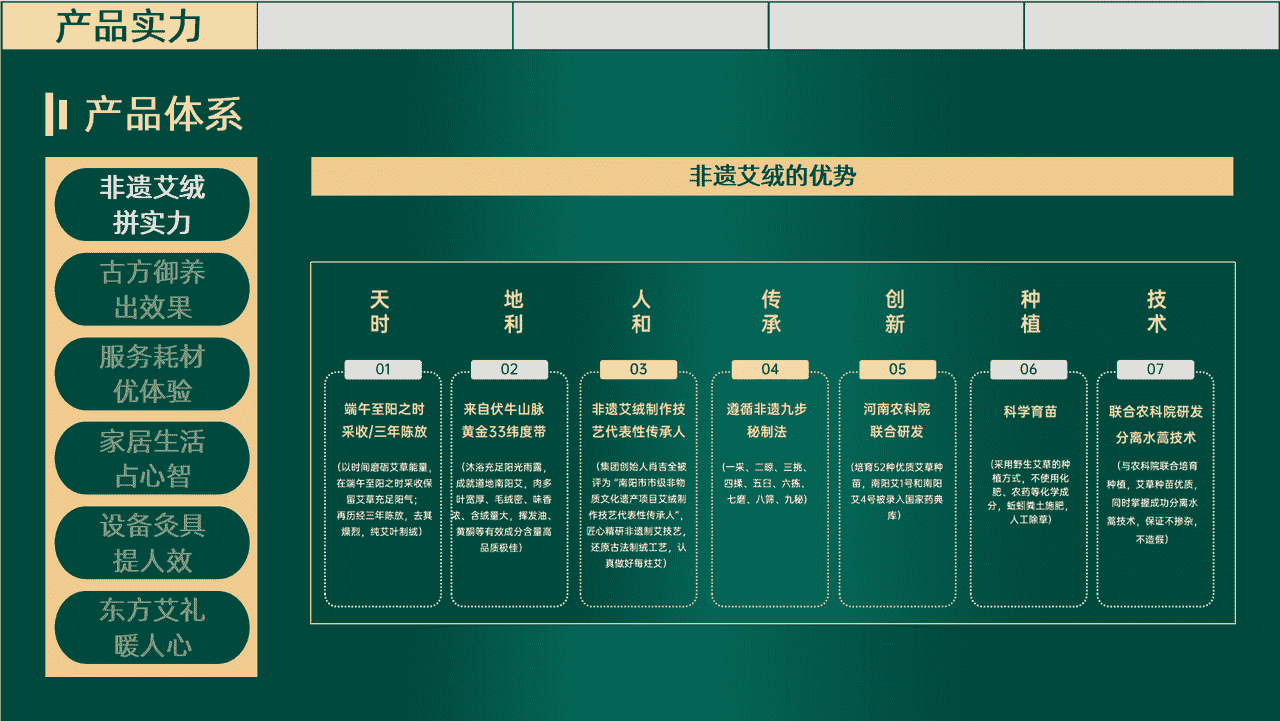 产品实力
产品体系
非遗艾绒
拼实力
古方御养
出效果
服务耗材
优体验
家居生活
占心智
设备灸具
提人效
东方艾礼
暖人心
非遗艾绒的优势
天时
01
端午至阳之时
采收/三年陈放
(以时间磨砺艾草能量,
在端午至阳之时采收保
留艾草充足阳气;
再历经三年陈放,去其
燥烈,纯艾叶制绒)
地利
02
来自伏牛山脉
黄金33纬度带
(沐浴充足阳光雨露,
成就道地南阳艾,肉多
叶宽厚、毛绒密、味香
浓、含绒量大,挥发油、
黄酮等有效成分含量高
品质极佳)
人和
03
非遗艾绒制作技
艺代表性传承人
(集团创始人肖吉全被
评为“南阳市市级非物
质文化遗产项目艾绒制
作技艺代表性传承人”,
匠心精研非遗制艾技艺,
还原古法制绒工艺,认
真做好每炷艾)
传承
04
遵循非遗九步
秘制法
(一采、二晾、三挑、
四揉、五臼、六拣、
七磨、八筛、九秘)
创新
05
河南农科院
联合研发
(培育52种优质艾草种
苗,南阳艾1号和南阳
艾4号被录入国家药典
库)
种植
06
科学育苗
(采用野生艾草的种
植方式,不使用化
肥、农药等化学成
分,蚯蚓粪土施肥,
人工除草)
技术
07
联合农科院研发
分离水蒿技术
(与农科院联合培育
种植,艾草种苗优质,
同时掌握成功分离水
蒿技术,保证不掺杂,
不造假)